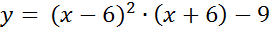 y = (x − 6)² · (x + 6) − 9